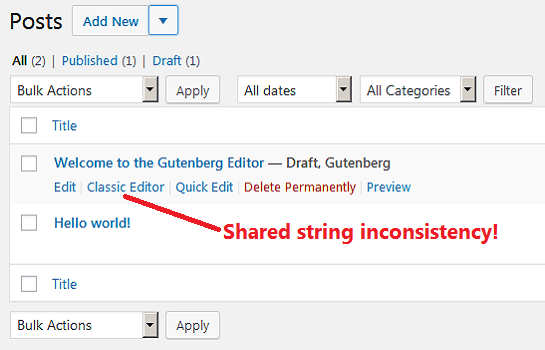 Posts Add New
All (2) | Published (1) | Draft (1)
Bulk Actions Apply All dates All Categories Filter
Title
Welcome to the Gutenberg Editor — Draft, Gutenberg
Edit | Classic Editor | Quick Edit | Delete Permanently | Preview
Hello world!
Shared string inconsistency!
Title
Bulk Actions Apply